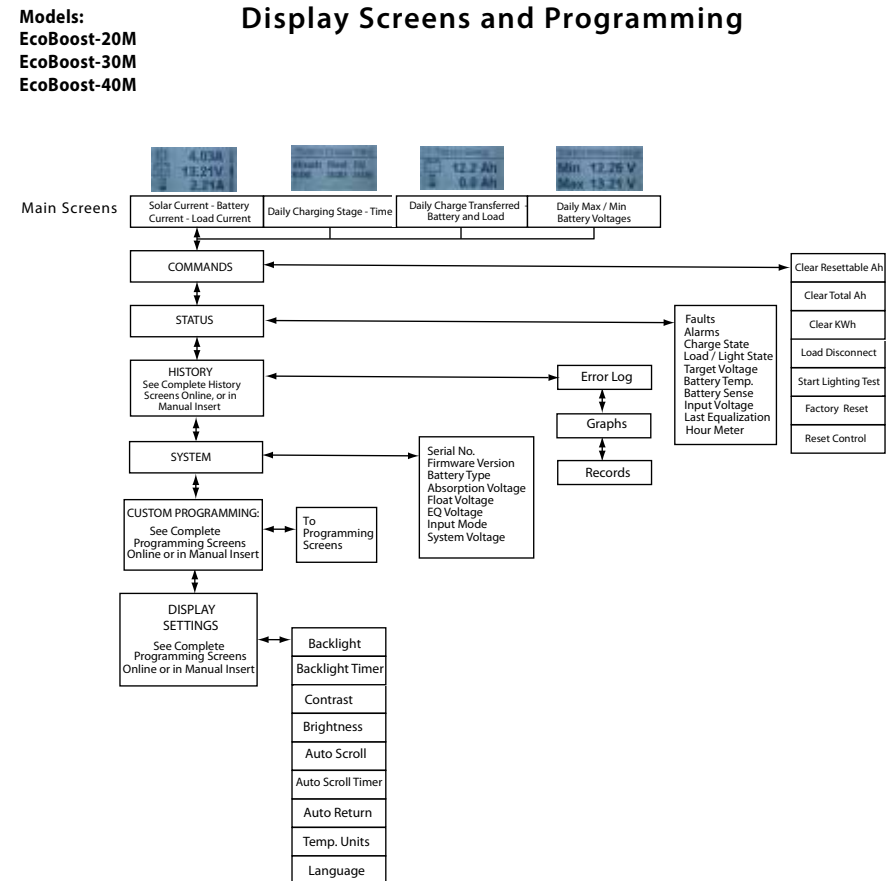 Models:
EcoBoost-20M
EcoBoost-30M
EcoBoost-40M
Display Screens and Programming
4.03A
13.21V
2.21A
12.2 Ah
0.0 Ah
Min 12.26 V
Max 13.21 V
Main Screens
Solar Current - Battery
Current - Load Current
Daily Charging Stage - Time
Daily Charge Transferred -
Battery and Load
Daily Max / Min
Battery Voltages
COMMANDS
Clear Resettable Ah
Clear Total Ah
Clear KWh
Load Disconnect
Start Lighting Test
Factory Reset
Reset Control
STATUS
Faults
Alarms
Charge State
Load / Light State
Target Voltage
Battery Temp.
Battery Sense
Input Voltage
Last Equalization
Hour Meter
HISTORY
See Complete History
Screens Online, or in
Manual Insert
Error Log
Graphs
Records
SYSTEM
Serial No.
Firmware Version
Battery Type
Absorption Voltage
Float Voltage
EQ Voltage
Input Mode
System Voltage
CUSTOM PROGRAMMING:
See Complete
Programming Screens
Online or in Manual Insert
To
Programming
Screens
DISPLAY
SETTINGS
See Complete
Programming Screens
Online or in Manual Insert
Backlight
Backlight Timer
Contrast
Brightness
Auto Scroll
Auto Scroll Timer
Auto Return
Temp. Units
Language